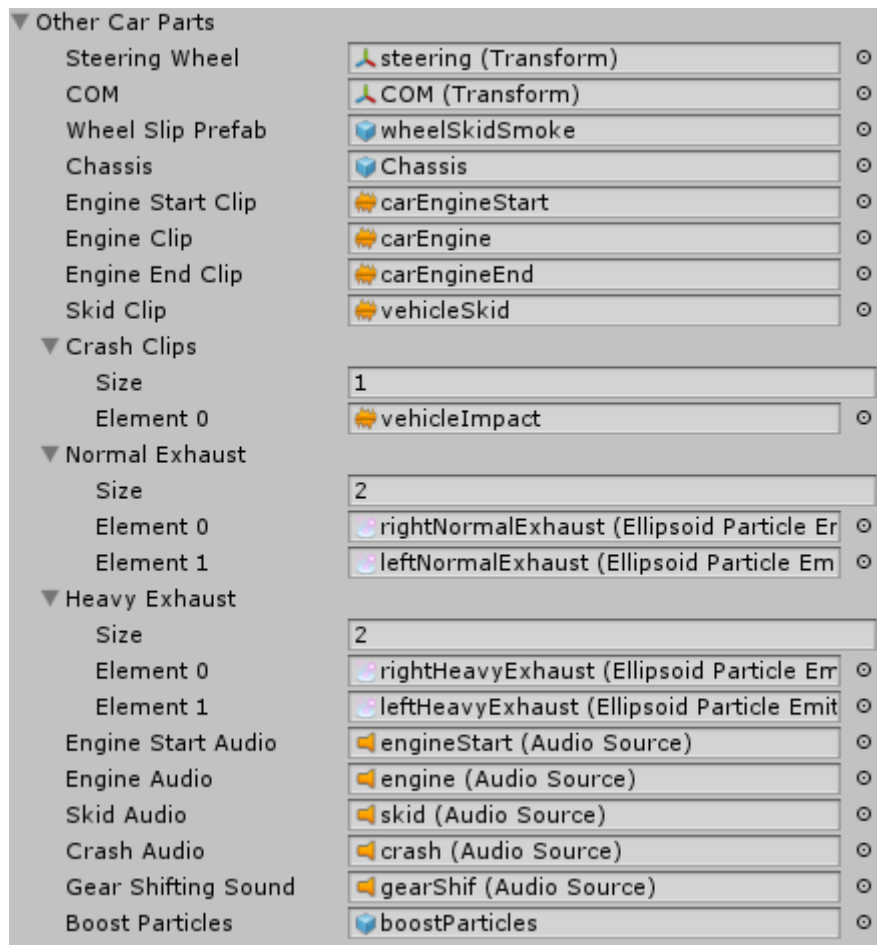 Other Car Parts
Steering Wheel steering (Transform)
COM COM (Transform)
Wheel Slip Prefab wheelSkidSmoke
Chassis Chassis
Engine Start Clip carEngineStart
Engine Clip carEngine
Engine End Clip carEngineEnd
Skid Clip vehicleSkid
Crash Clips
Size 1
Element 0 vehicleImpact
Normal Exhaust
Size 2
Element 0 rightNormalExhaust (Ellipsoid Particle Er
Element 1 leftNormalExhaust (Ellipsoid Particle Em
Heavy Exhaust
Size 2
Element 0 rightHeavyExhaust (Ellipsoid Particle Em
Element 1 leftHeavyExhaust (Ellipsoid Particle Emit
Engine Start Audio engineStart (Audio Source)
Engine Audio engine (Audio Source)
Skid Audio skid (Audio Source)
Crash Audio crash (Audio Source)
Gear Shifting Sound gearShif (Audio Source)
Boost Particles boostParticles